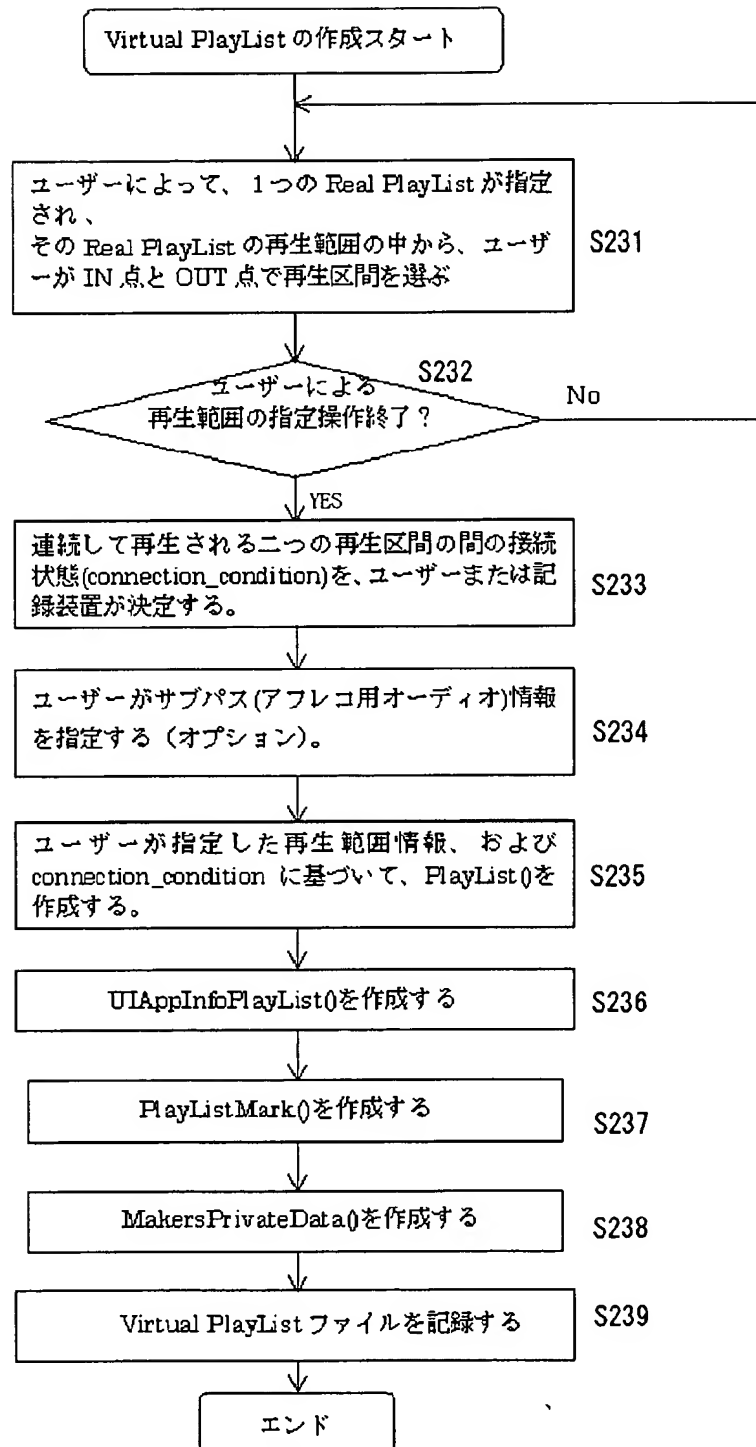 Virtual PlayList の作成スタート
ユーザーによって、1つの Real PlayList が指定
され、
その Real PlayList の再生範囲の中から、ユーザ
ーが IN 点と OUT 点で再生区間を選ぶ
S231
S232
ユーザーによる
再生範囲の指定操作終了?
No
YES
連続して再生される二つの再生区間の間の接続
状態(connection_condition)を、ユーザーまたは記
録装置が決定する。
S233
ユーザーがサブパス(アフレコ用オーディオ)情報
を指定する(オプション)。
S234
ユーザーが指定した再生範囲情報、および
connection_condition に基づいて、PlayList()を
作成する。
S235
UIAppInfoPlayList()を作成する
S236
PlayListMark()を作成する
S237
MakersPrivateData()を作成する
S238
Virtual PlayList ファイルを記録する
S239
エンド